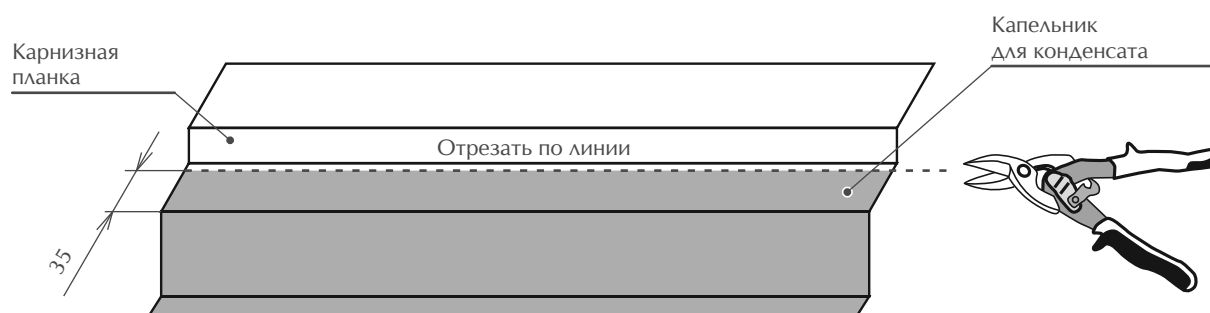 Карнизная
планка
Капельник
для конденсата
Отрезать по линии
35